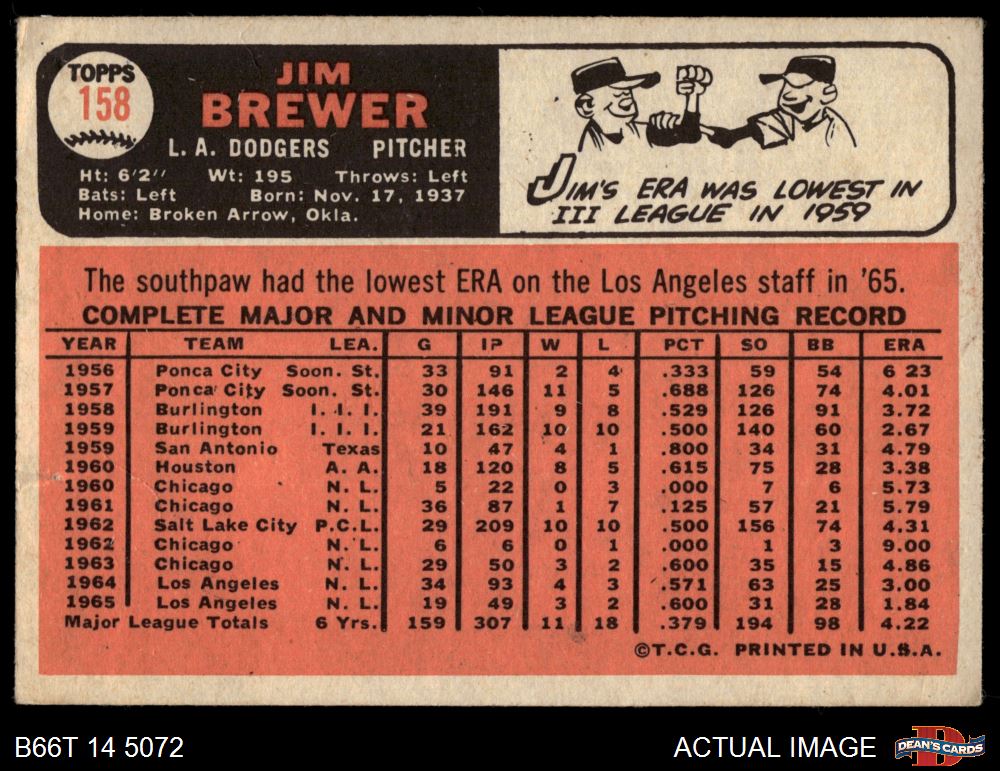 TOPPS
158
JIM
BREWER
L. A. DODGERS PITCHER
Ht: 6'2" Wt: 195 Throws: Left
Bats: Left Born: Nov. 17, 1937
Home: Broken Arrow, Okla.
JIM'S ERA WAS LOWEST IN
III LEAGUE IN 1959
The southpaw had the lowest ERA on the Los Angeles staff in '65.
COMPLETE MAJOR AND MINOR LEAGUE PITCHING RECORD
YEAR TEAM LEA. G IP W L PCT SO BB ERA
1956 Ponca City Soon. St. 33 91 2 4 .333 59 54 6 23
1957 Ponca City Soon. St. 30 146 11 5 .688 126 74 4.01
1958 Burlington I. I. I. 39 191 9 8 .529 126 91 3.72
1959 Burlington I. I. I. 21 162 10 10 .500 140 60 2.67
1959 San Antonio Texas 10 47 4 1 .800 34 31 4.79
1960 Houston A. A. 18 120 8 5 .615 75 28 3.38
1960 Chicago N. L. 5 22 0 3 .000 7 6 5.73
1961 Chicago N. L. 36 87 1 7 .125 57 21 5.79
1962 Salt Lake City P.C.L. 29 209 10 10 .500 156 74 4.31
1962 Chicago N. L. 6 6 0 1 .000 1 3 9.00
1963 Chicago N. L. 29 50 3 2 .600 35 15 4.86
1964 Los Angeles N. L. 34 93 4 3 .571 63 25 3.00
1965 Los Angeles N. L. 19 49 3 2 .600 31 28 1.84
Major League Totals 6 Yrs. 159 307 11 18 .379 194 98 4.22
©T.C.G. PRINTED IN U.S.A.
B66T 14 5072
ACTUAL IMAGE
D
DEAN'S CARDS